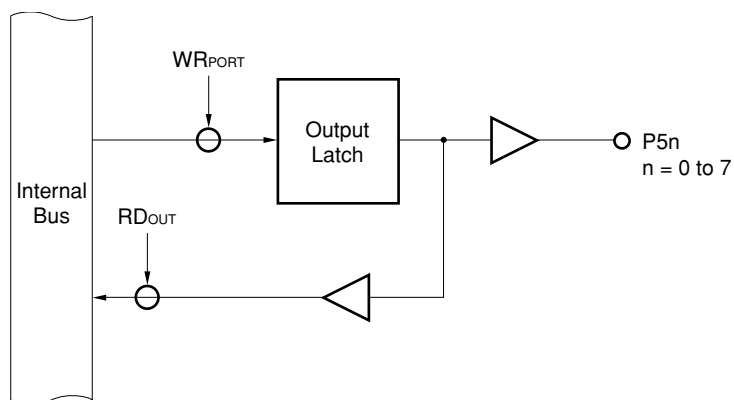 WRPORT
Output
Latch
P5n
n = 0 to 7
Internal
Bus
RDOUT